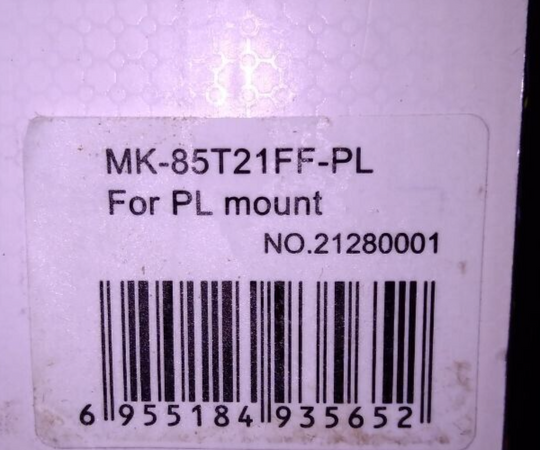 MK-85T21FF-PL
For PL mount
NO.21280001
6 955184 935652